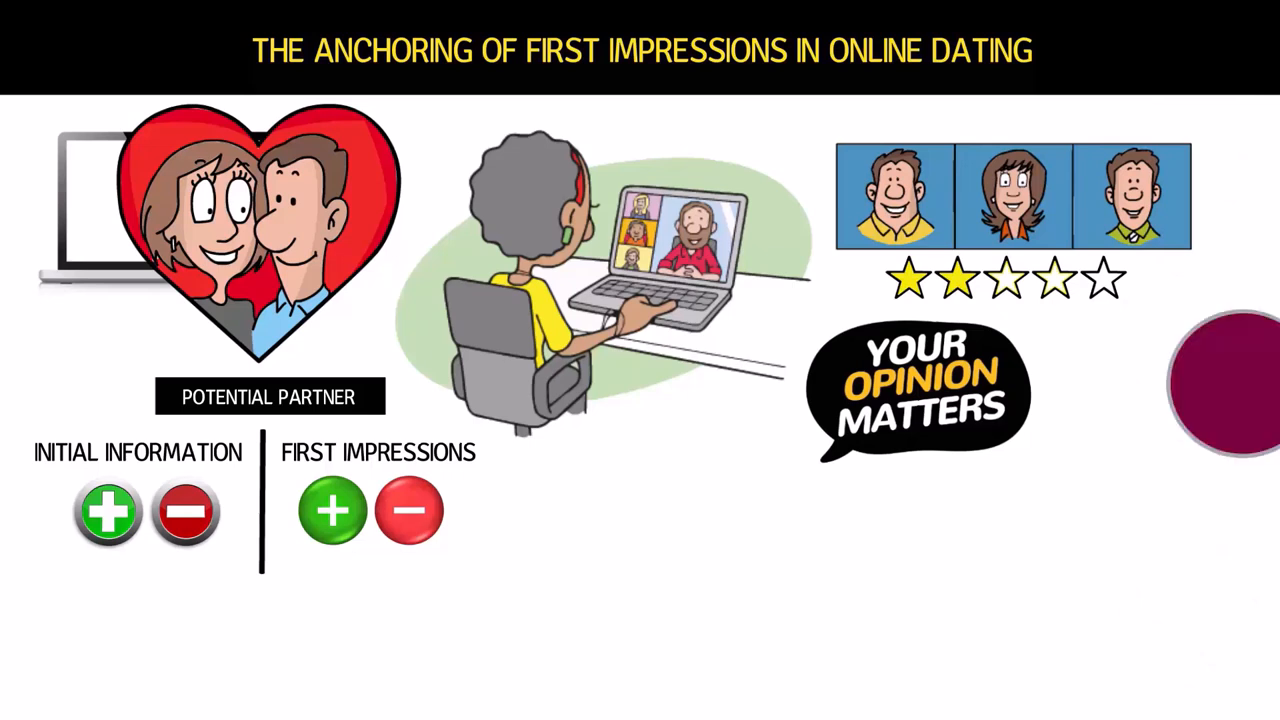 THE ANCHORING OF FIRST IMPRESSIONS IN ONLINE DATING
POTENTIAL PARTNER
INITIAL INFORMATION
FIRST IMPRESSIONS
YOUR
OPINION
MATTERS